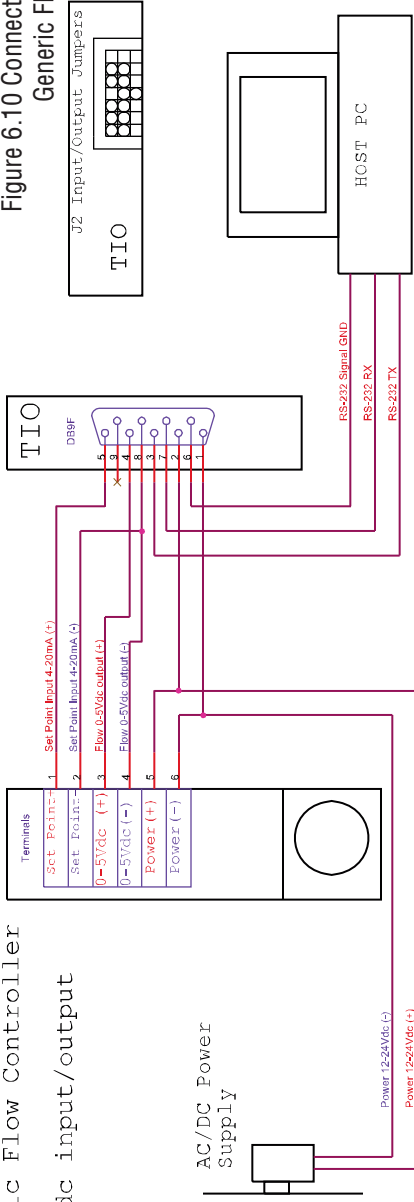 Figure 6.10 Connect
Generic Fl
J2 Input/Output Jumpers
TIO
HOST PC
TIO
DB9F
5
9
4
8
3
7
2
6
1
RS-232 Signal GND
RS-232 RX
RS-232 TX
Set Point Input 4-20mA (+)
Set Point Input 4-20mA (-)
Flow 0-5Vdc output (+)
Flow 0-5Vdc output (-)
Terminals
Set Point+ 1
Set Point- 2
0-5Vdc (+) 3
0-5Vdc (-) 4
Power (+) 5
Power (-) 6
ic Flow Controller
dc input/output
AC/DC Power
Supply
Power 12-24Vdc (-)
Power 12-24Vdc (+)